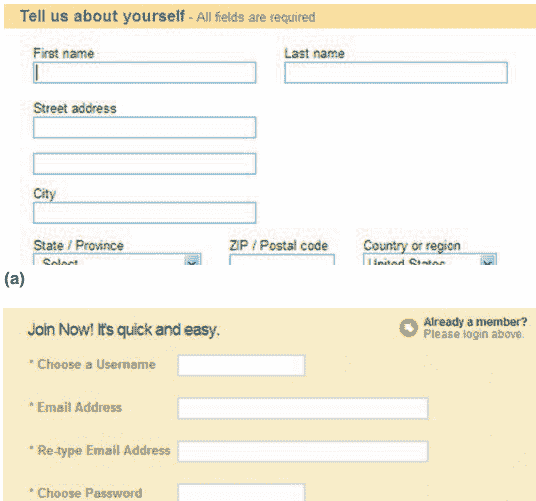 Tell us about yourself - All fields are required
First name Last name
Street address
City
State / Province ZIP / Postal code Country or region
Select United States
(a)
Join Now! It's quick and easy.
Already a member?
Please login above.
* Choose a Username
* Email Address
* Re-type Email Address
* Choose Password